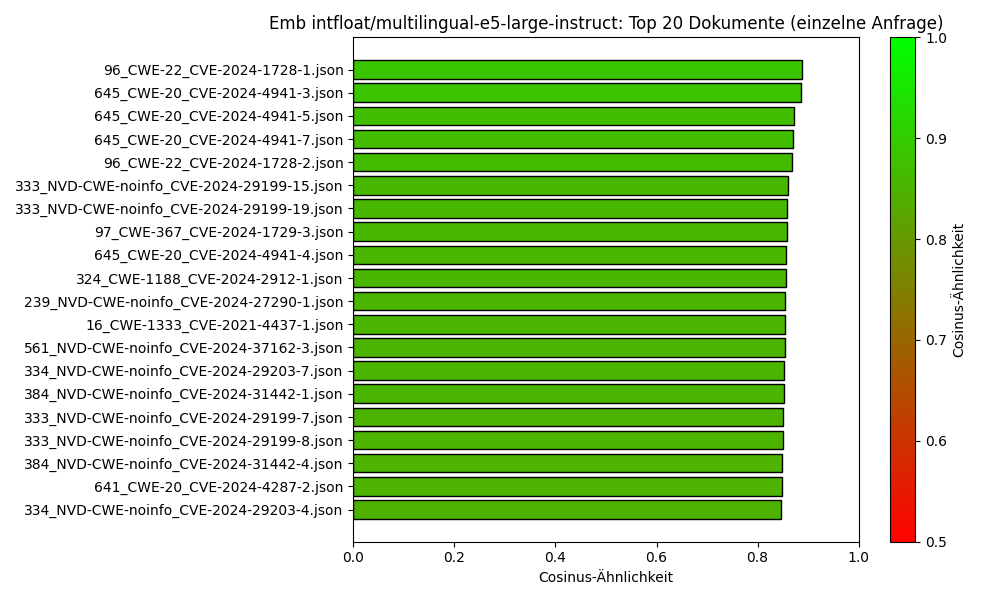 Emb intfloat/multilingual-e5-large-instruct: Top 20 Dokumente (einzelne Anfrage)
96_CWE-22_CVE-2024-1728-1.json
645_CWE-20_CVE-2024-4941-3.json
645_CWE-20_CVE-2024-4941-5.json
645_CWE-20_CVE-2024-4941-7.json
96_CWE-22_CVE-2024-1728-2.json
333_NVD-CWE-noinfo_CVE-2024-29199-15.json
333_NVD-CWE-noinfo_CVE-2024-29199-19.json
97_CWE-367_CVE-2024-1729-3.json
645_CWE-20_CVE-2024-4941-4.json
324_CWE-1188_CVE-2024-2912-1.json
239_NVD-CWE-noinfo_CVE-2024-27290-1.json
16_CWE-1333_CVE-2021-4437-1.json
561_NVD-CWE-noinfo_CVE-2024-37162-3.json
334_NVD-CWE-noinfo_CVE-2024-29203-7.json
384_NVD-CWE-noinfo_CVE-2024-31442-1.json
333_NVD-CWE-noinfo_CVE-2024-29199-7.json
333_NVD-CWE-noinfo_CVE-2024-29199-8.json
384_NVD-CWE-noinfo_CVE-2024-31442-4.json
641_CWE-20_CVE-2024-4287-2.json
334_NVD-CWE-noinfo_CVE-2024-29203-4.json
0.0 0.2 0.4 0.6 0.8 1.0
Cosinus-Ähnlichkeit
1.0
0.9
0.8
0.7
0.6
0.5
Cosinus-Ähnlichkeit